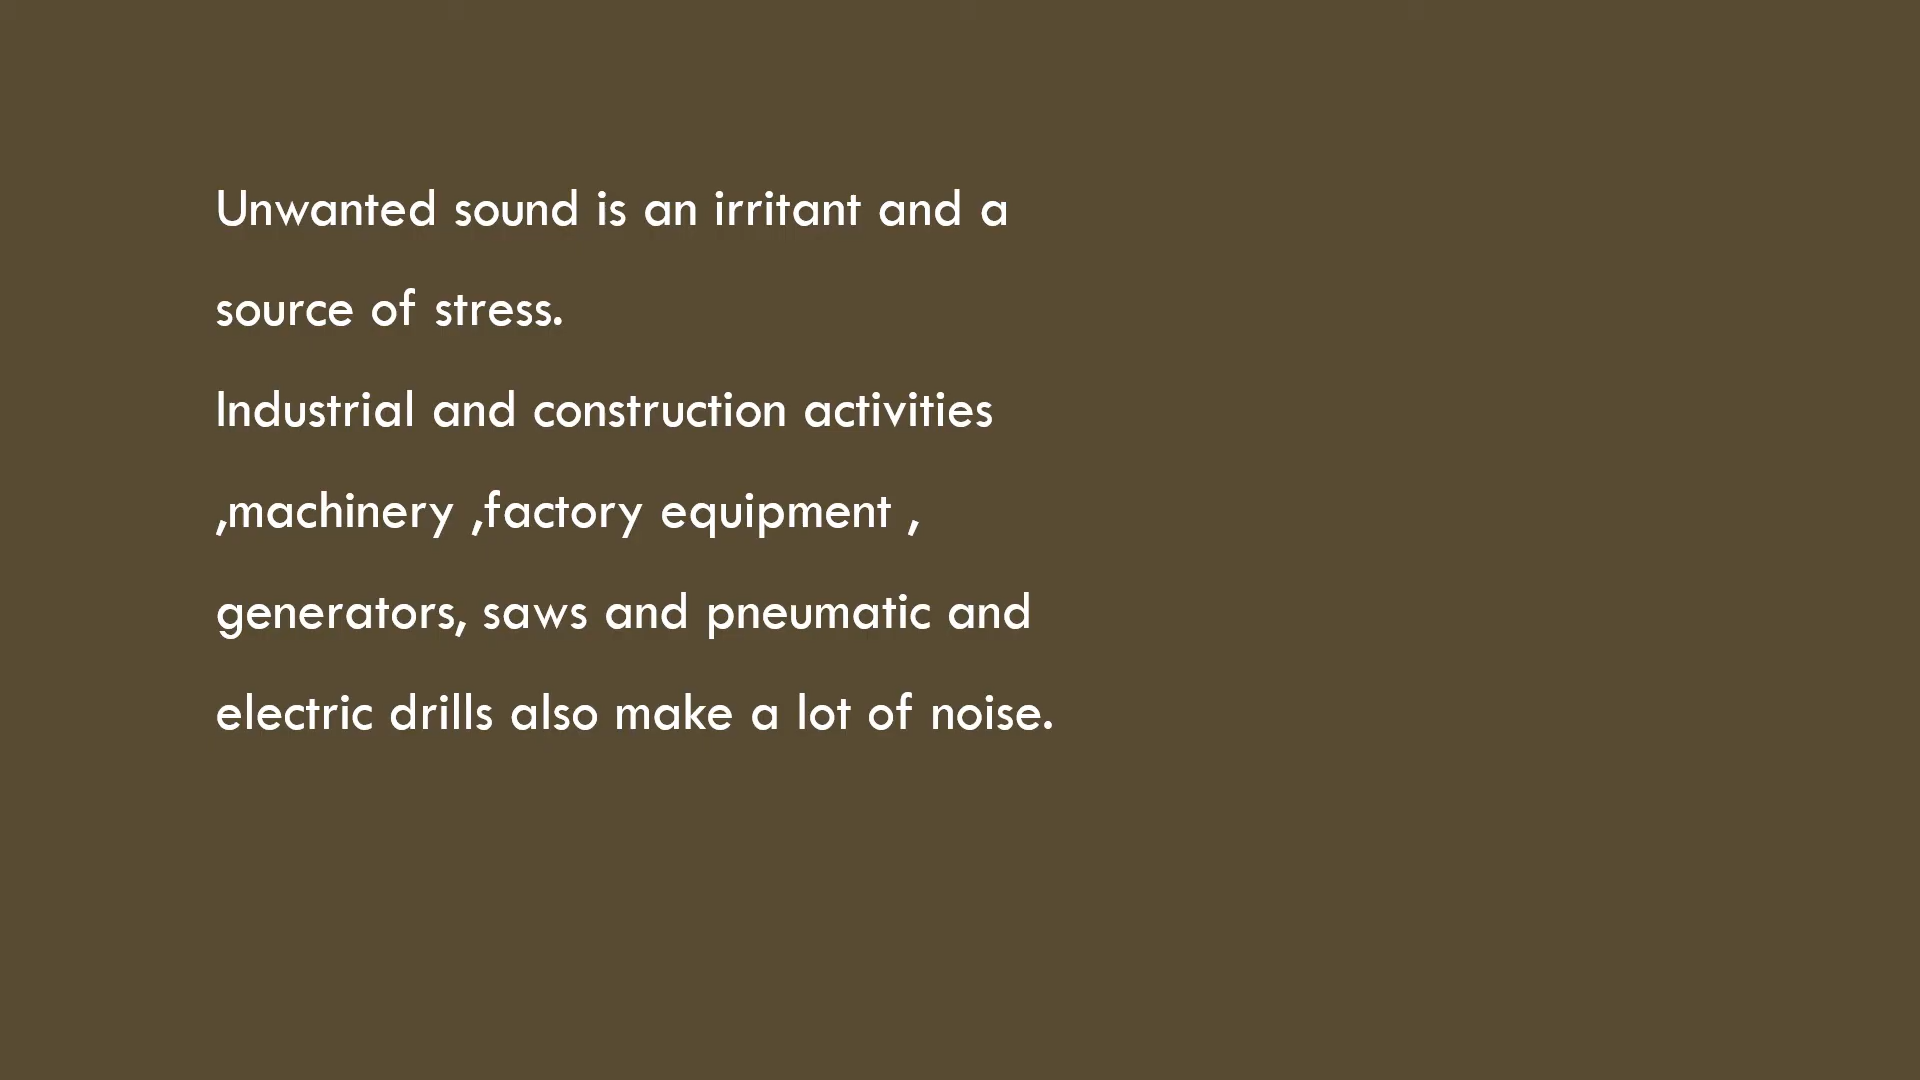 Unwanted sound is an irritant and a
source of stress.
Industrial and construction activities
,machinery ,factory equipment ,
generators, saws and pneumatic and
electric drills also make a lot of noise.